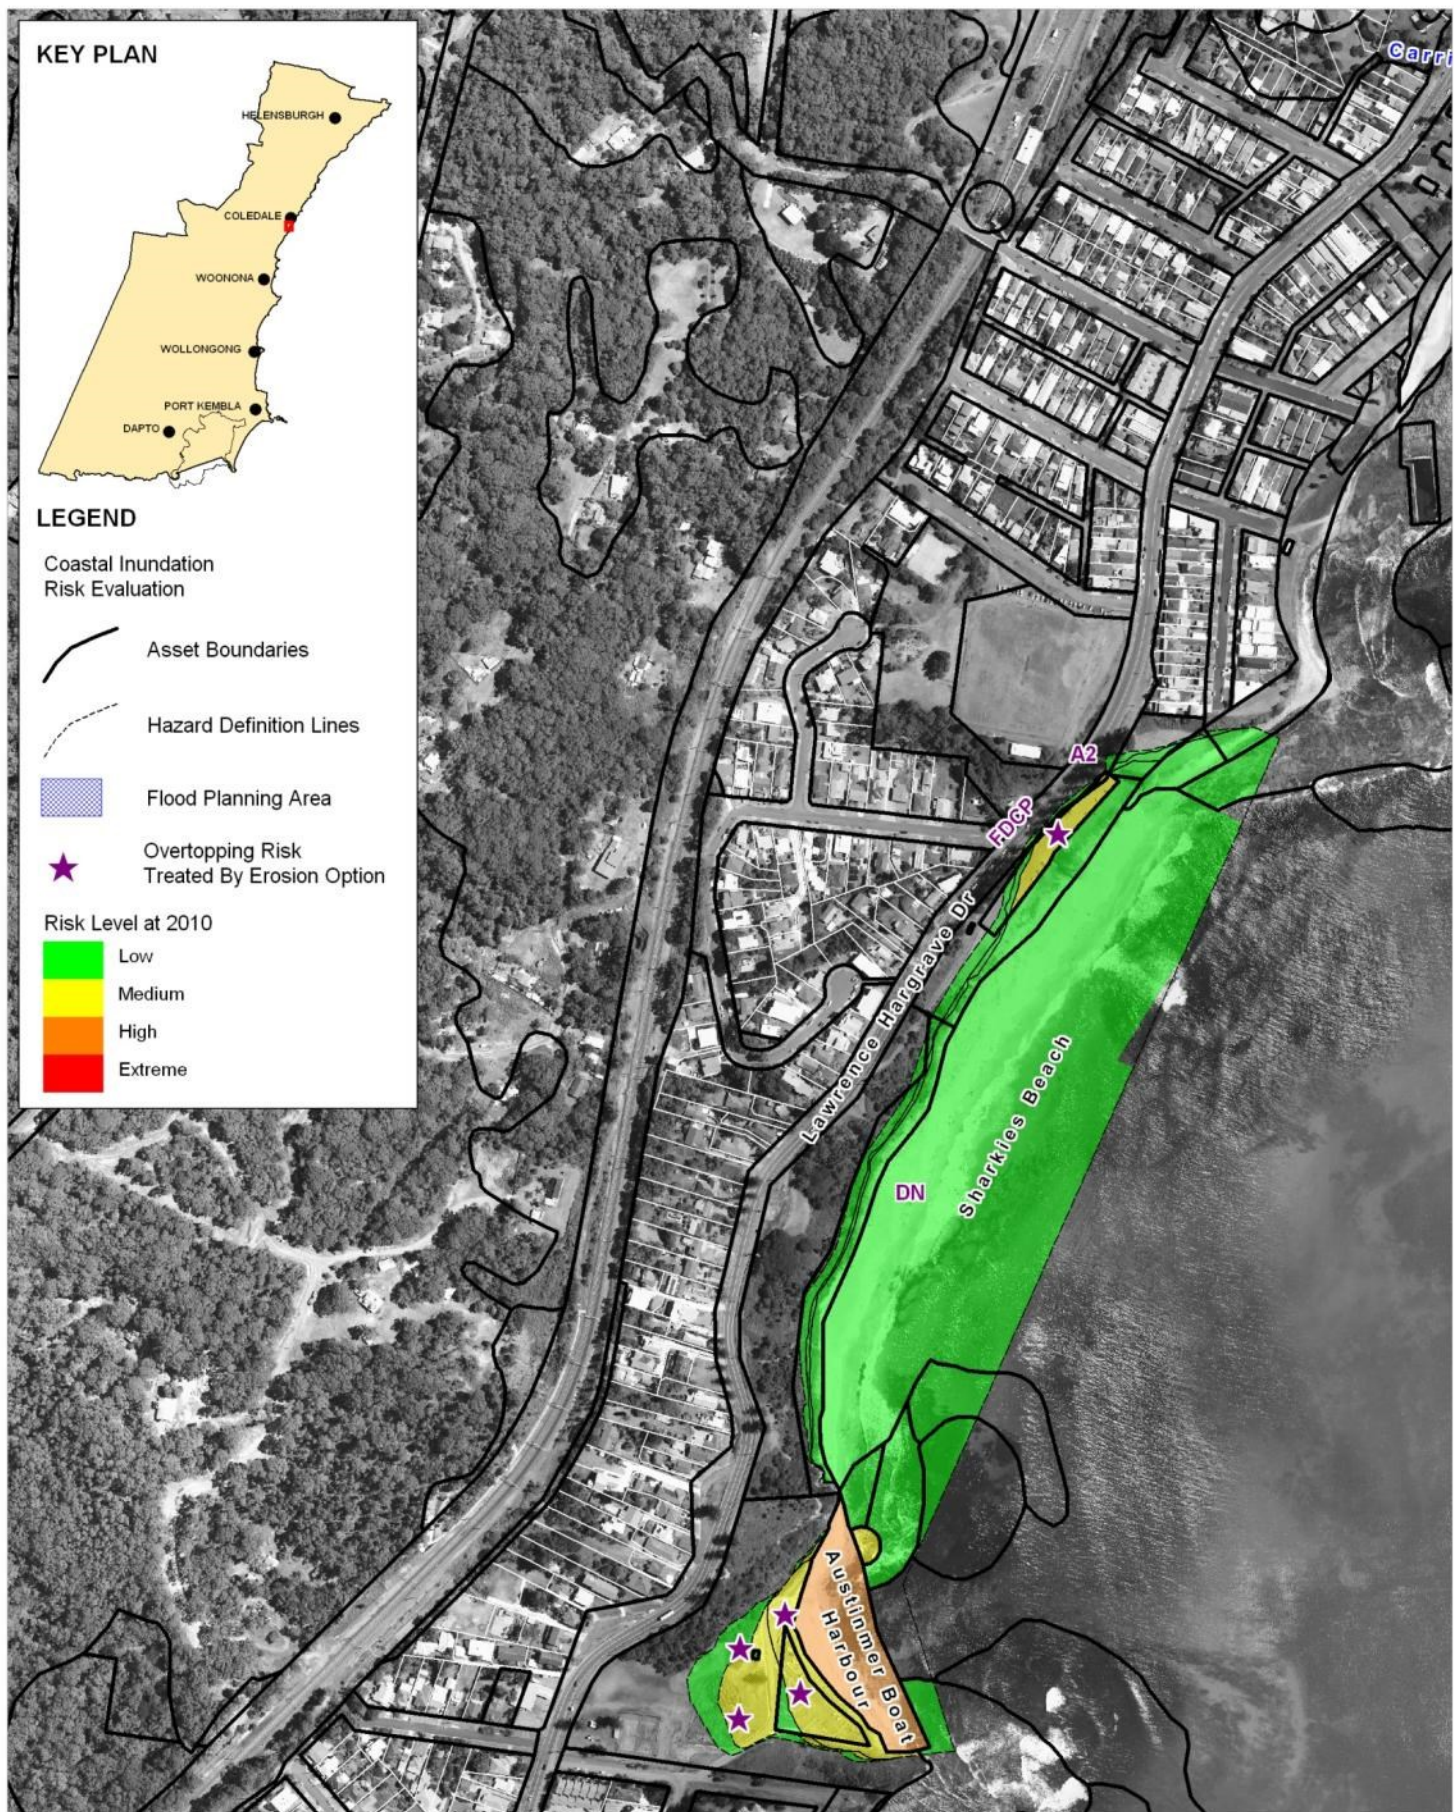 KEY PLAN
HELENSBURGH
COLEDALE
WOONONA
WOLLONGONG
PORT KEMBLA
DAPTO
LEGEND
Coastal Inundation
Risk Evaluation
Asset Boundaries
Hazard Definition Lines
Flood Planning Area
Overtopping Risk
Treated By Erosion Option
Risk Level at 2010
Low
Medium
High
Extreme
Carri
A2
FDCP
Lawrence Hargrave Dr
Sharkies Beach
DN
Austinmer Boat
Harbour